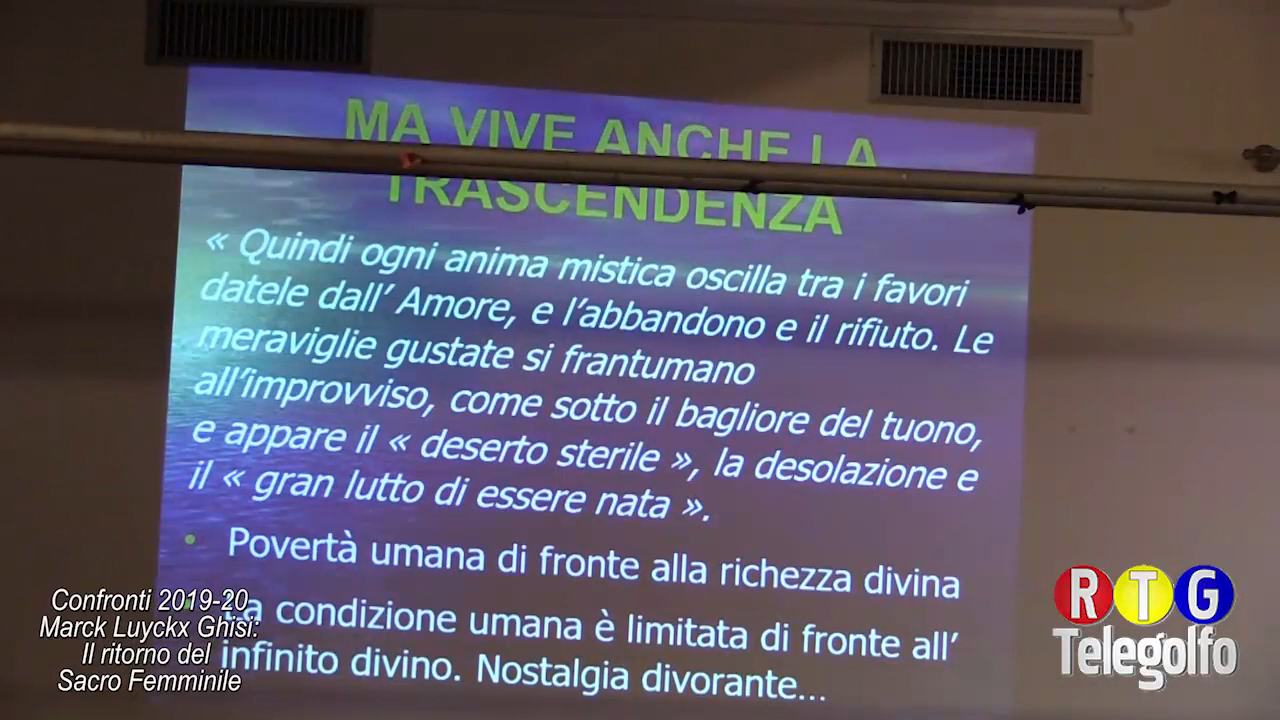 MA VIVE ANCHE LA
TRASCENDENZA
« Quindi ogni anima mistica oscilla tra i favori
datele dall’ Amore, e l’abbandono e il rifiuto. Le
meraviglie gustate si frantumano
all’improvviso, come sotto il bagliore del tuono,
e appare il « deserto sterile », la desolazione e
il « gran lutto di essere nata ».
• Povertà umana di fronte alla richezza divina
• La condizione umana è limitata di fronte all’
infinito divino. Nostalgia divorante...
Confronti 2019-20
Marck Luyckx Ghisi:
Il ritorno del
Sacro Femminile
RTG
Telegolfo